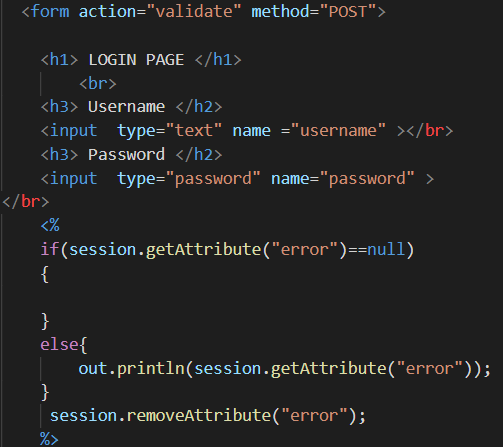 <form action="validate" method="POST">
<h1> LOGIN PAGE </h1>
<br>
<h3> Username </h2>
<input  type="text" name ="username" ></br>
<h3> Password </h2>
<input  type="password" name="password" >
</br>
<%
if(session.getAttribute("error")==null)
{
}
else{
out.println(session.getAttribute("error"));
}
session.removeAttribute("error");
%>